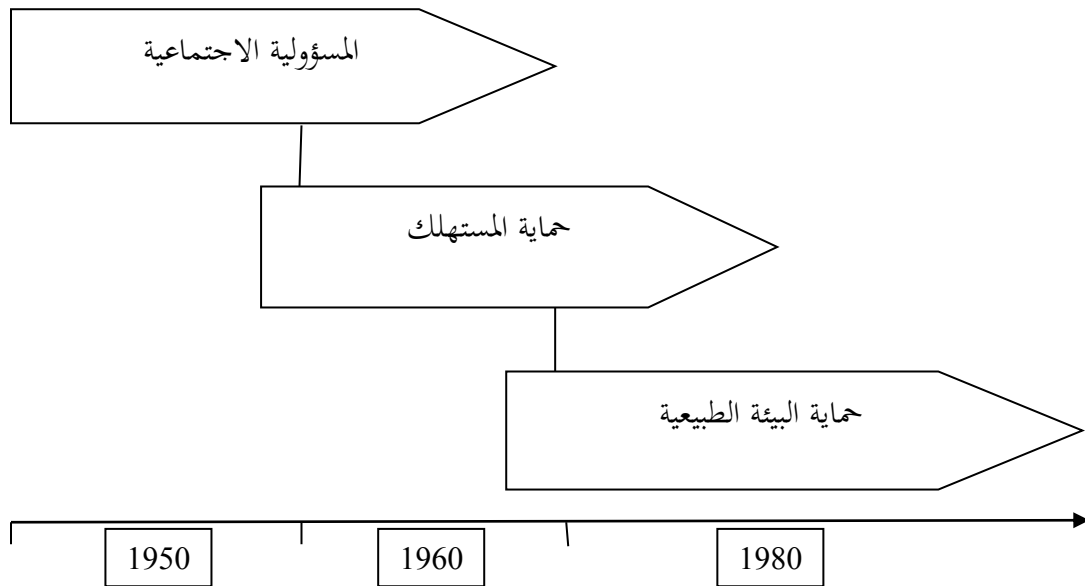 المسؤولية الاجتماعية
حماية المستهلك
حماية البيئة الطبيعية
1950
1960
1980